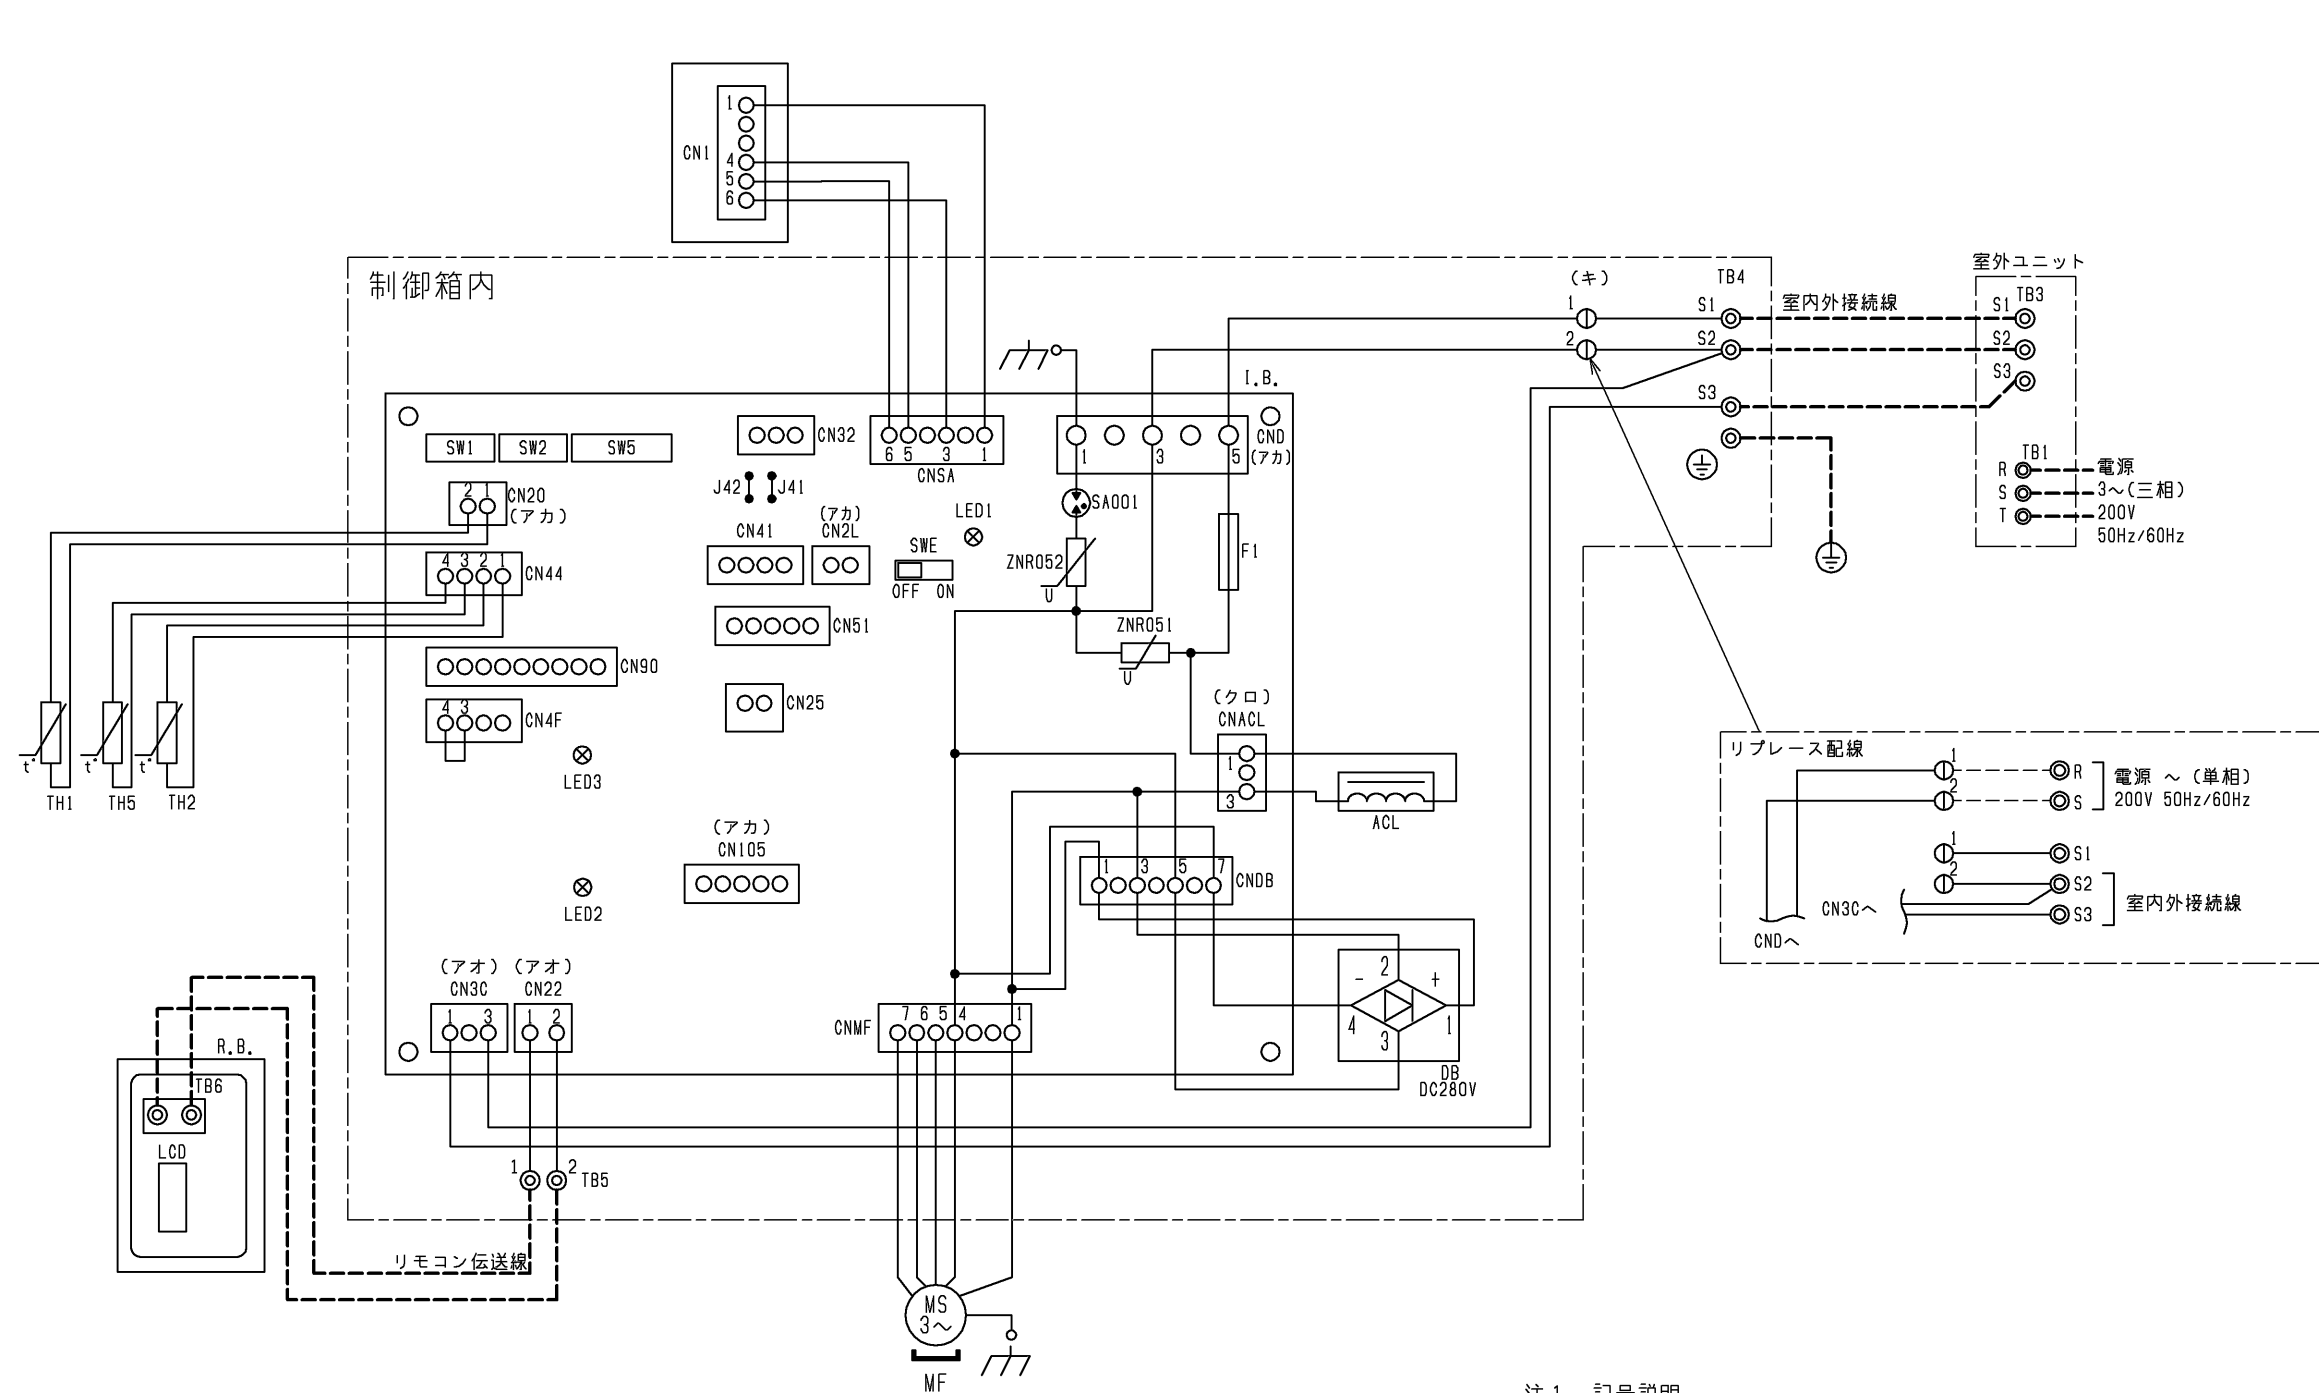 1
CN1
4
5
6
制御箱内
(キ)
TB4
室外ユニット
1
S1
室内外接続線
S1
TB3
2
S2
S2
S3
S3
I.B.
SW1
SW2
SW5
CN32
6 5 3 1
CNSA
1 3 5
CND
(アカ)
TB1
R
S
T
電源
3～(三相)
200V
50Hz/60Hz
2 1
CN20
(アカ)
J42
J41
LED1
SA001
CN41
(アカ)
CN2L
SWE
OFF ON
ZNR052
U
F1
4 3 2 1
CN44
CN51
ZNR051
U
CN90
CN25
4 3
CN4F
(クロ)
CNACL
1
3
ACL
t°
t°
t°
TH1
TH5
TH2
LED3
リプレース配線
1
R
2
S
電源 ～ (単相)
200V 50Hz/60Hz
1
S1
2
S2
S3
室内外接続線
CN3Cへ
CNDへ
(アカ)
CN105
1 3 5 7
CNDB
LED2
(アオ)
CN3C
1 3
(アオ)
CN22
1 2
CNMF
7 6 5 4 1
－ 2 ＋
4 3 1
DB
DC280V
R.B.
TB6
LCD
1
2
TB5
リモコン伝送線
MS
3～
MF
注1. 記号説明